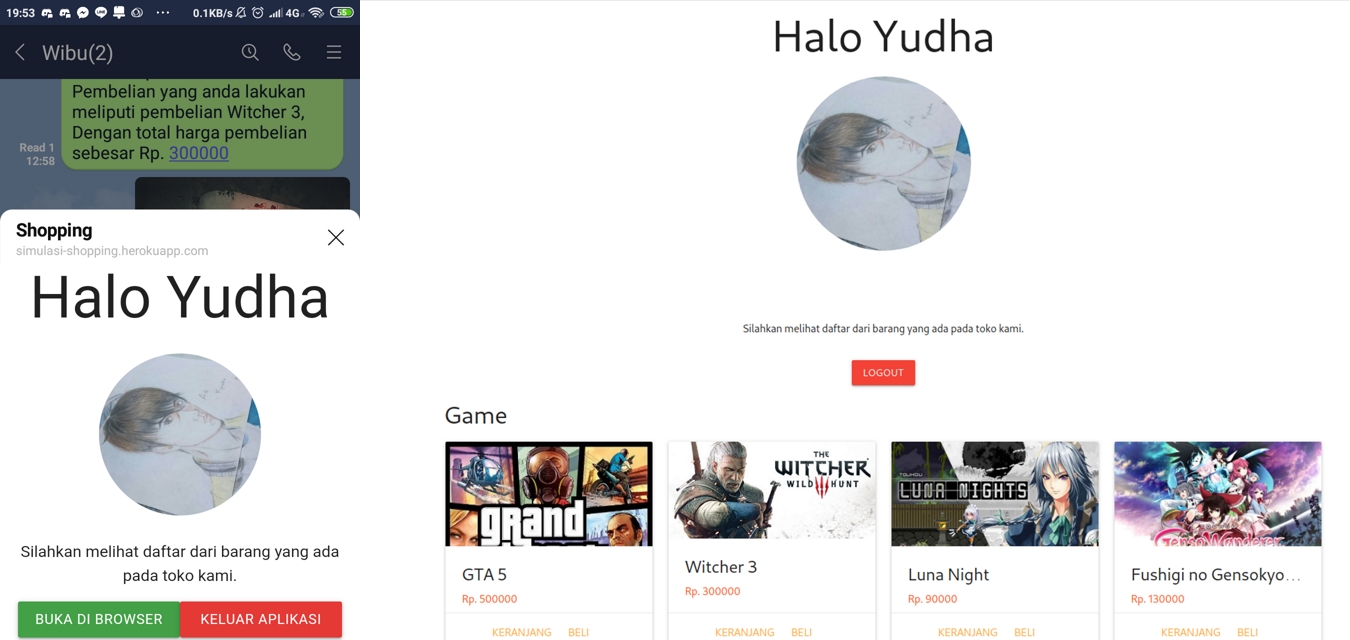 19:53
0.1KB/s
4G
55
Wibu(2)
Pembelian yang anda lakukan
meliputi pembelian Witcher 3,
Dengan total harga pembelian
sebesar Rp. 300000
Read 1
12:58
Shopping
simulasi-shopping.herokuapp.com
Halo Yudha
Silahkan melihat daftar dari barang yang ada
pada toko kami.
BUKA DI BROWSER
KELUAR APLIKASI
Halo Yudha
Silahkan melihat daftar dari barang yang ada pada toko kami.
LOGOUT
Game
grand
GTA 5
Rp. 500000
KERANJANG BELI
THE
WITCHER
WILD HUNT
Witcher 3
Rp. 300000
KERANJANG BELI
TOUHOU
LUNA NIGHTS
Luna Night
Rp. 90000
KERANJANG BELI
Fushigi no Gensokyo...
Rp. 130000
KERANJANG BELI